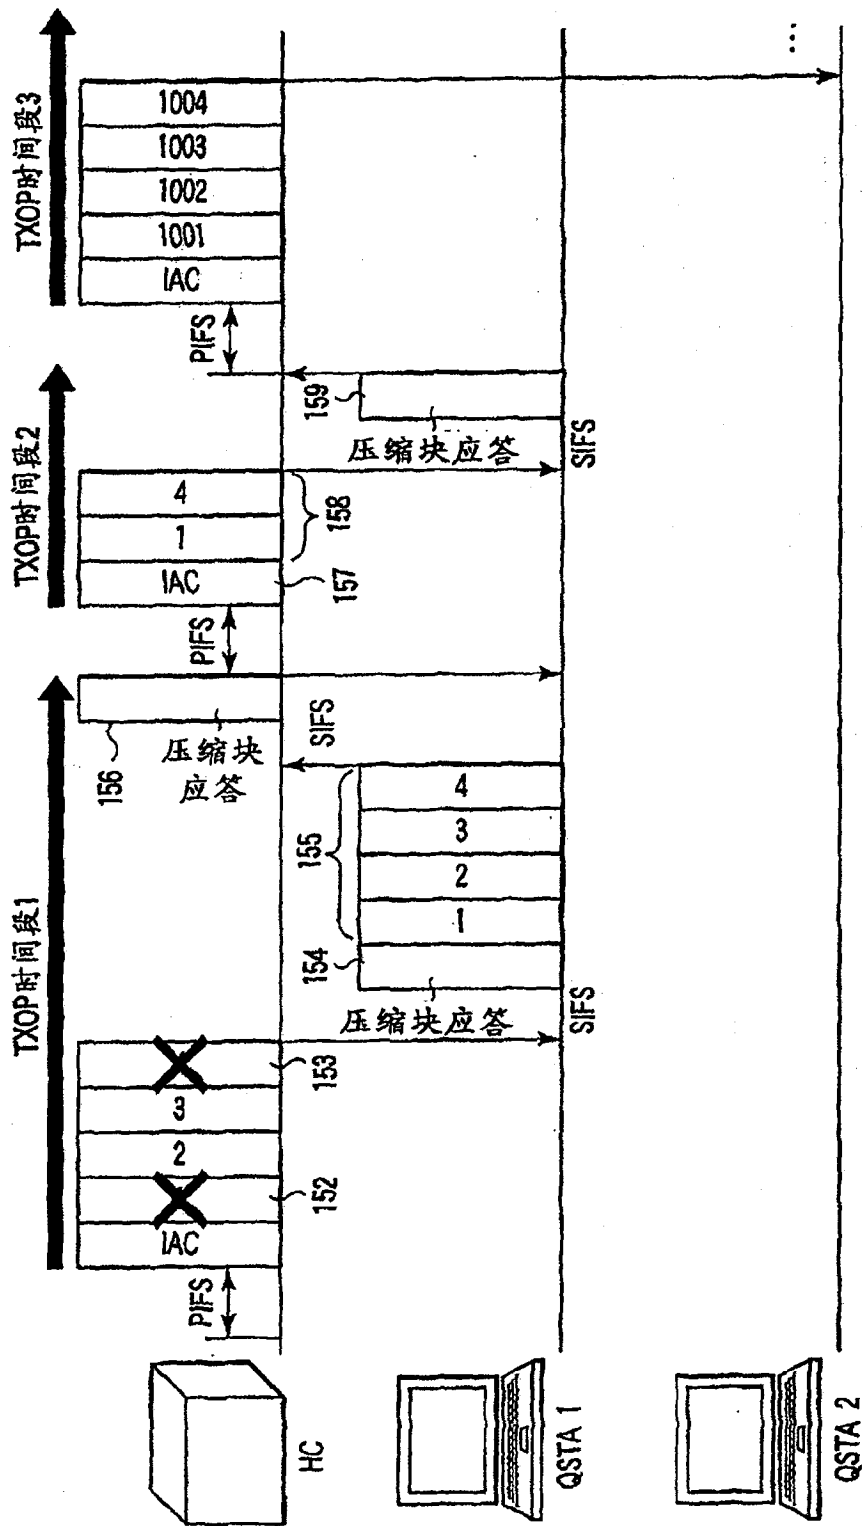 TXOP时间段1
TXOP时间段2
TXOP时间段3
HC
PIFS
IAC
2
3
152
153
156
压缩块
应答
SIFS
PIFS
IAC
1
4
157
158
PIFS
IAC
1001
1002
1003
1004
...
QSTA 1
SIFS
压缩块应答
154
1
2
3
4
155
SIFS
压缩块应答
159
QSTA 2